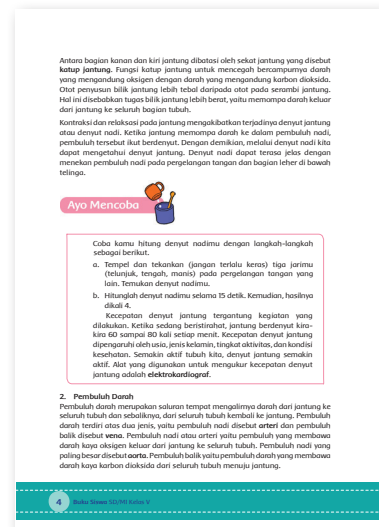 Antara bagian kanan dan kiri jantung dibatasi oleh sekat jantung yang disebut
katup jantung. Fungsi katup jantung untuk mencegah bercampurnya darah
yang mengandung oksigen dengan darah yang mengandung karbon dioksida.
Otot penyusun bilik jantung lebih tebal daripada otot pada serambi jantung.
Hal ini disebabkan tugas bilik jantung lebih berat, yaitu memompa darah keluar
dari jantung ke seluruh bagian tubuh.
Kontraksi dan relaksasi pada jantung mengakibatkan terjadinya denyut jantung
atau denyut nadi. Ketika jantung memompa darah ke dalam pembuluh nadi,
pembuluh tersebut ikut berdenyut. Dengan demikian, melalui denyut nadi kita
dapat mengetahui denyut jantung. Denyut nadi dapat terasa jelas dengan
menekan pembuluh nadi pada pergelangan tangan dan bagian leher di bawah
telinga.
Ayo Mencoba
Coba kamu hitung denyut nadimu dengan langkah-langkah
sebagai berikut.
a. Tempel dan tekankan (jangan terlalu keras) tiga jarimu
(telunjuk, tengah, manis) pada pergelangan tangan yang
lain. Temukan denyut nadimu.
b. Hitunglah denyut nadimu selama 15 detik. Kemudian, hasilnya
dikali 4.
Kecepatan denyut jantung tergantung kegiatan yang
dilakukan. Ketika sedang beristirahat, jantung berdenyut kira-
kira 60 sampai 80 kali setiap menit. Kecepatan denyut jantung
dipengaruhi oleh usia, jenis kelamin, tingkat aktivitas, dan kondisi
kesehatan. Semakin aktif tubuh kita, denyut jantung semakin
aktif. Alat yang digunakan untuk mengukur kecepatan denyut
jantung adalah elektrokardiograf.
2. Pembuluh Darah
Pembuluh darah merupakan saluran tempat mengalirnya darah dari jantung ke
seluruh tubuh dan sebaliknya, dari seluruh tubuh kembali ke jantung. Pembuluh
darah terdiri atas dua jenis, yaitu pembuluh nadi disebut arteri dan pembuluh
balik disebut vena. Pembuluh nadi atau arteri yaitu pembuluh yang membawa
darah kaya oksigen keluar dari jantung ke seluruh tubuh. Pembuluh nadi yang
paling besar disebut aorta. Pembuluh balik yaitu pembuluh darah yang membawa
darah kaya karbon dioksida dari seluruh tubuh menuju jantung.
4 Buku Siswa SD/MI Kelas V